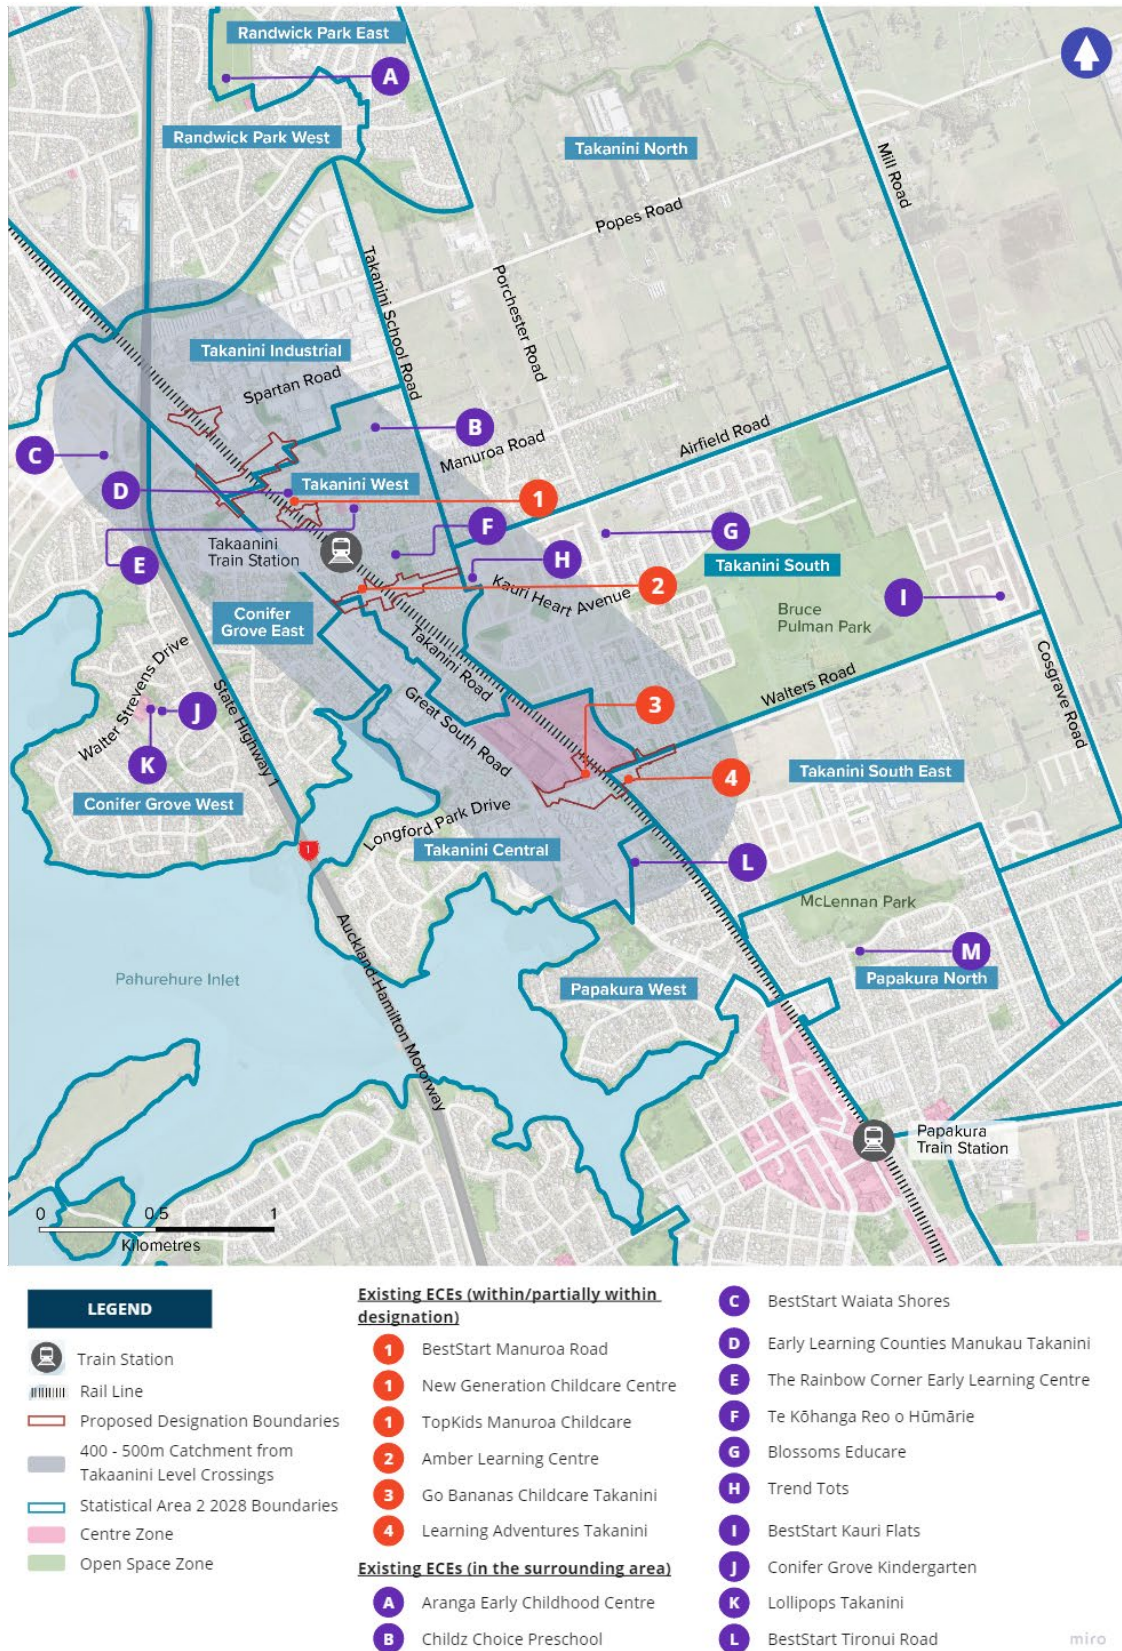 Randwick Park East
A
Randwick Park West
Takanini North
Mill Road
Popes Road
Takanini School Road
Porchester Road
Takanini Industrial
Spartan Road
B
Manuroa Road
Airfield Road
C
D
Takanini West
1
F
G
Takaanini
Train Station
H
Takanini South
E
2
Kauri Heart Avenue
I
Conifer
Grove East
Bruce
Pulman Park
Takanini Road
Walter Stevens Drive
State Highway 1
Cosgrave Road
Walters Road
Great South Road
3
J
K
4
Takanini South East
Conifer Grove West
Longford Park Drive
1
Takanini Central
L
McLennan Park
Auckland-Hamilton Motorway
M
Pahurehure Inlet
Papakura West
Papakura North
Papakura
Train Station
0 0.5 1
Kilometres
LEGEND
Train Station
Rail Line
Proposed Designation Boundaries
400 - 500m Catchment from
Takaanini Level Crossings
Statistical Area 2 2028 Boundaries
Centre Zone
Open Space Zone
Existing ECEs (within/partially within
designation)
1 BestStart Manuroa Road
1 New Generation Childcare Centre
1 TopKids Manuroa Childcare
2 Amber Learning Centre
3 Go Bananas Childcare Takanini
4 Learning Adventures Takanini
Existing ECEs (in the surrounding area)
A Aranga Early Childhood Centre
B Childz Choice Preschool
C BestStart Waiata Shores
D Early Learning Counties Manukau Takanini
E The Rainbow Corner Early Learning Centre
F Te Kōhanga Reo o Hūmārie
G Blossoms Educare
H Trend Tots
I BestStart Kauri Flats
J Conifer Grove Kindergarten
K Lollipops Takanini
L BestStart Tironui Road
miro